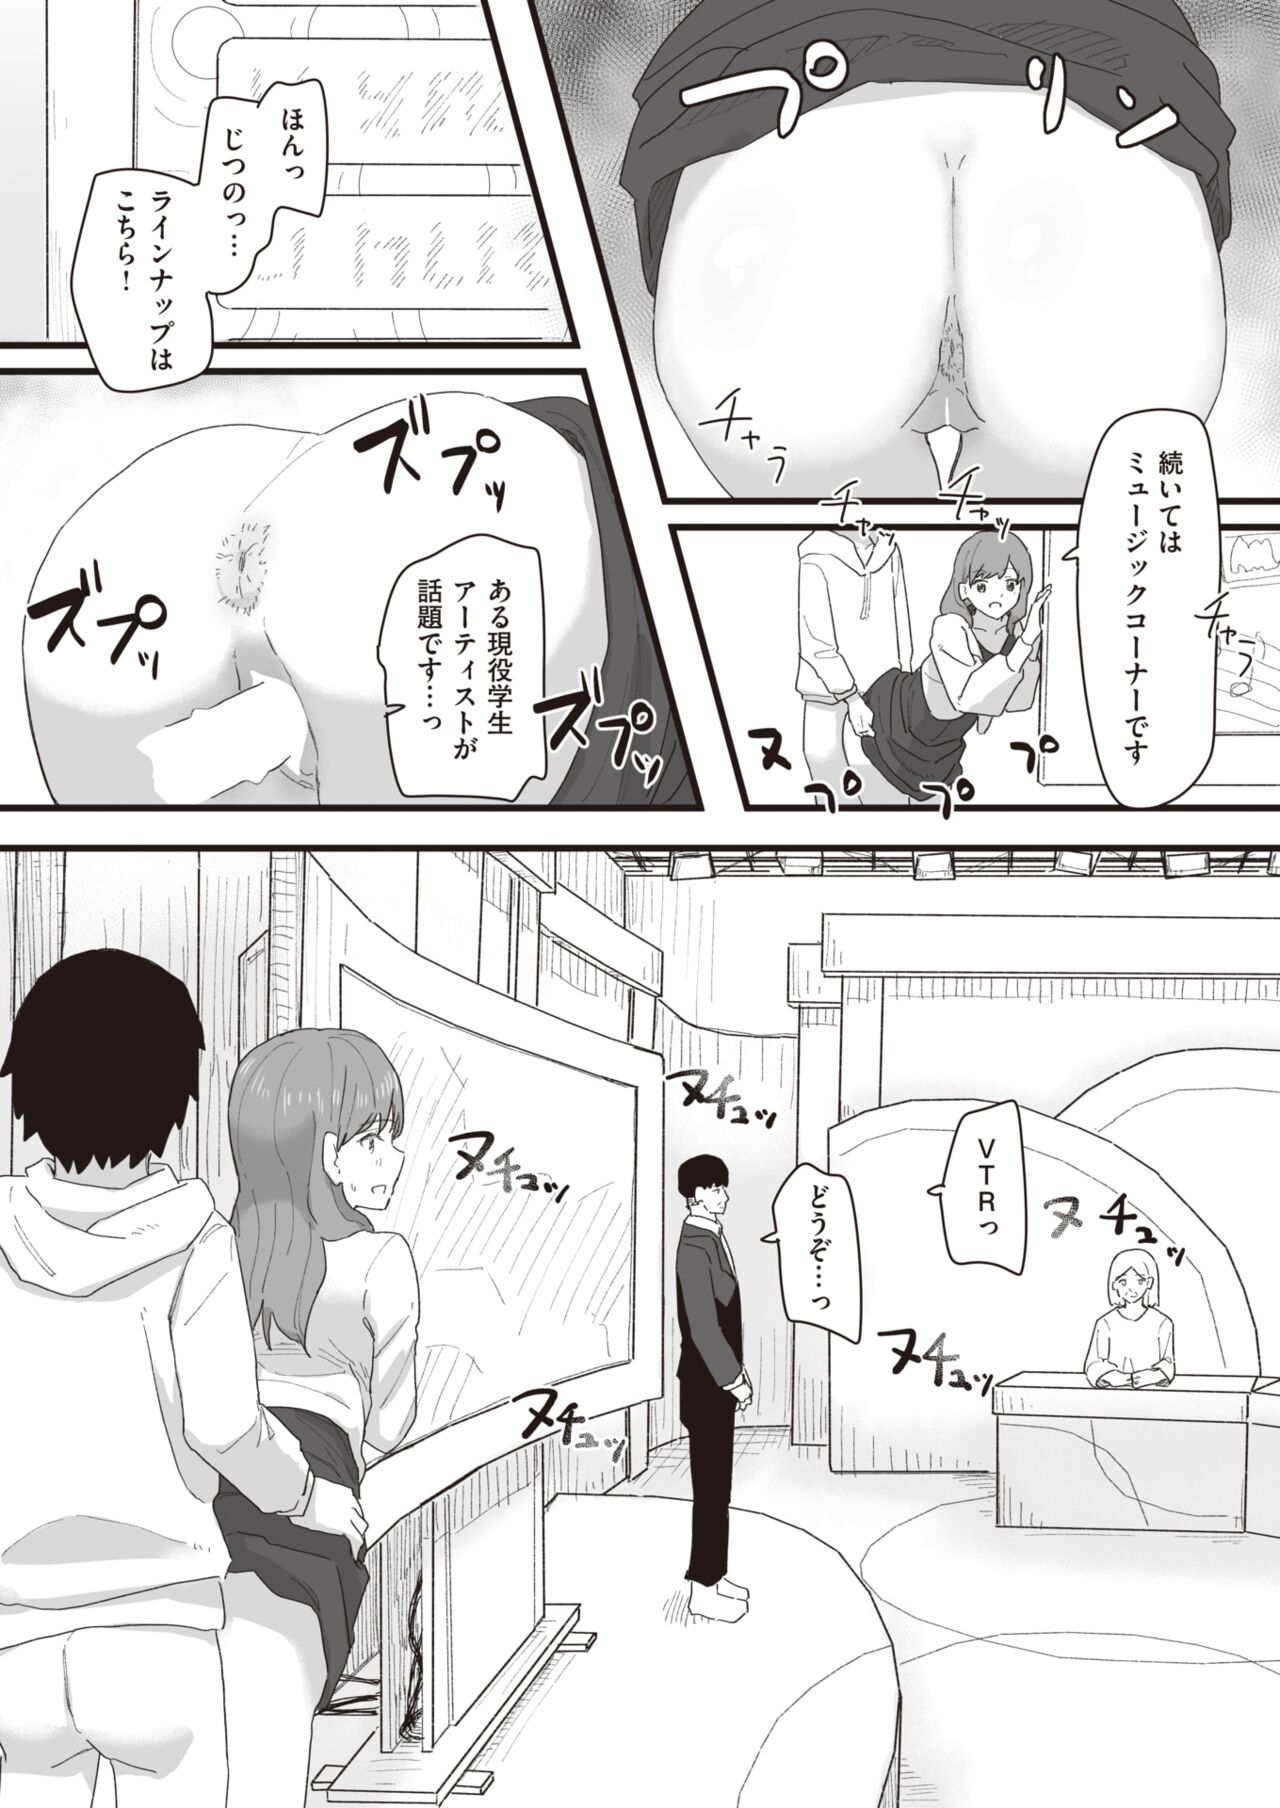 プリン
チャラ
ほんっ
じつのっ…
ラインナップは
こちら！
続いては
ミュージックコーナーです
チャッ
チャッ
チャラ
ヌプププ
ズプッ
ズプッ
ズプッ
ある現役学生
アーティストが
話題です…っ
VTRっ
どうぞ…っ
ヌチュッ
ヌチュッ
ヌチュッ
ヌチュッ
ヌチュッ